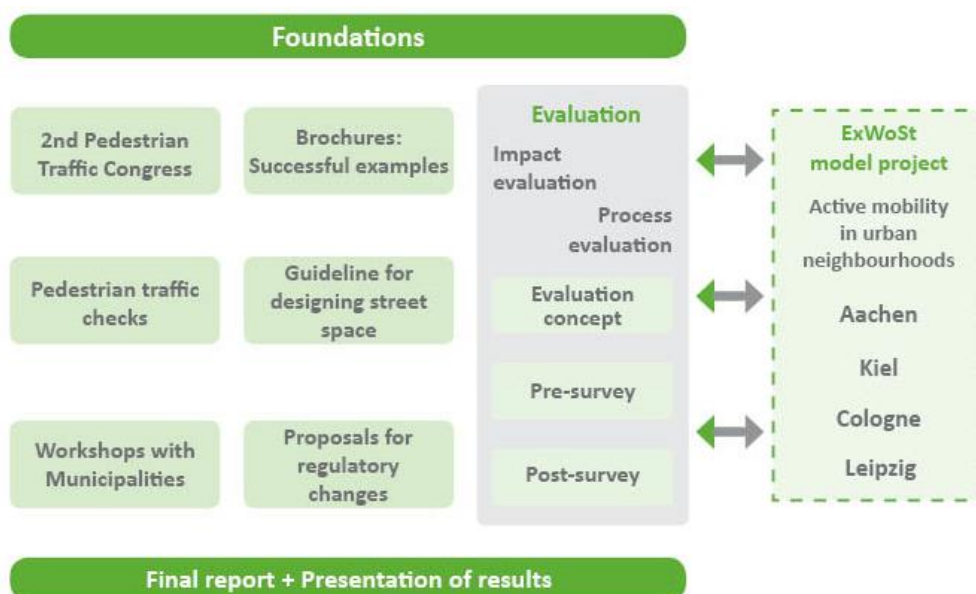 Foundations
2nd Pedestrian
Traffic Congress
Brochures:
Successful examples
Pedestrian traffic
checks
Guideline for
designing street
space
Workshops with
Municipalities
Proposals for
regulatory
changes
Evaluation
Impact
evaluation
Process
evaluation
Evaluation
concept
Pre-survey
Post-survey
ExWoSt
model project
Active mobility
in urban
neighbourhoods
Aachen
Kiel
Cologne
Leipzig
Final report + Presentation of results